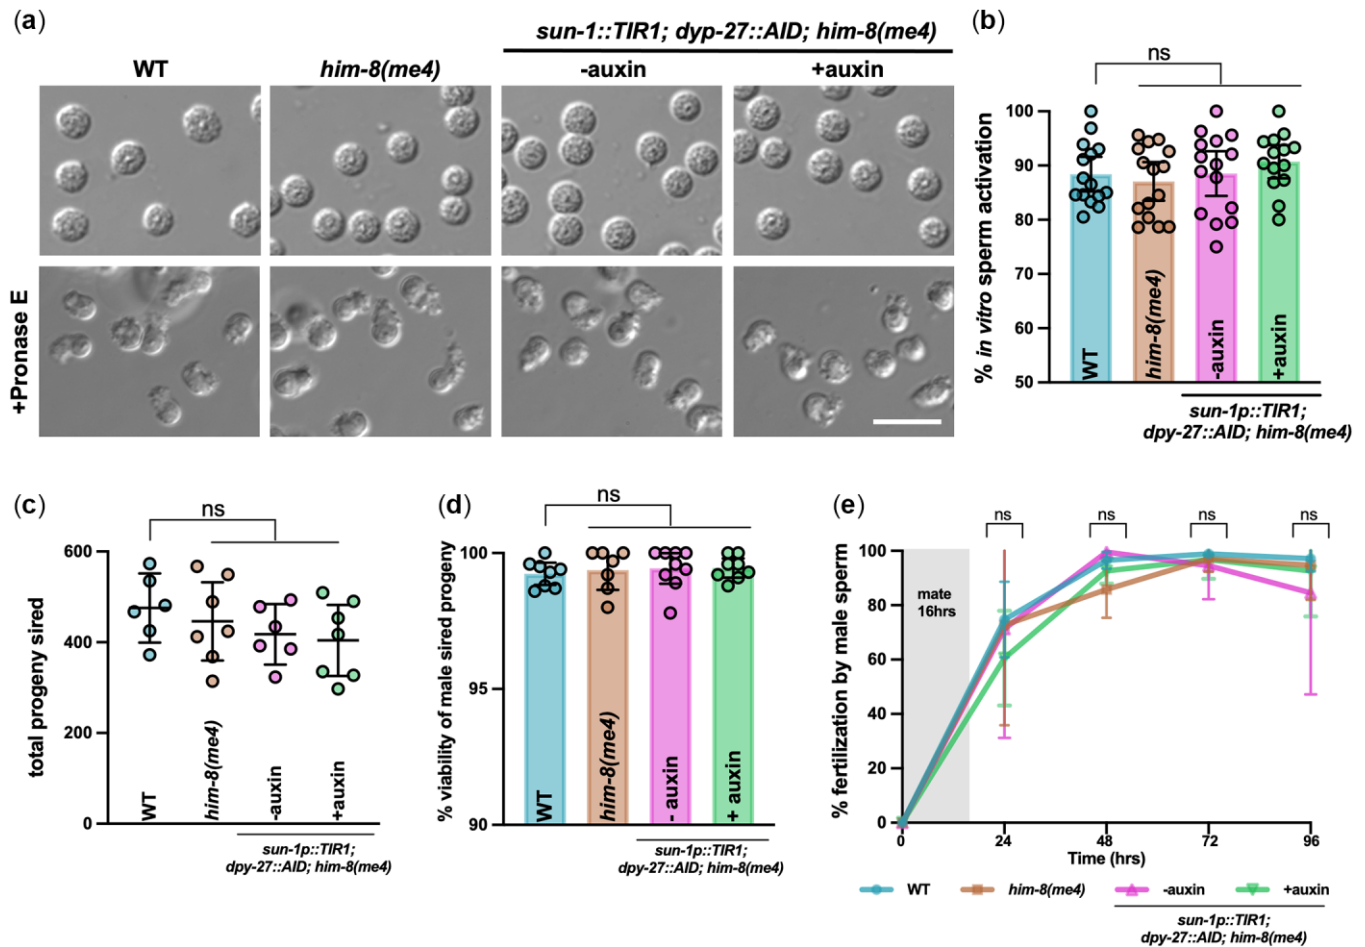 (a)
sun-1::TIR1; dyp-27::AID; him-8(me4)
WT
him-8(me4)
-auxin
+auxin
+Pronase E
(b)
ns
% in vitro sperm activation
100
90
80
70
60
50
WT
him-8(me4)
-auxin
+auxin
sun-1p::TIR1;
dpy-27::AID; him-8(me4)
(c)
ns
total progeny sired
600
400
200
0
WT
him-8(me4)
-auxin
+auxin
sun-1p::TIR1;
dpy-27::AID; him-8(me4)
(d)
ns
% viability of male sired progeny
100
95
90
WT
him-8(me4)
- auxin
+ auxin
sun-1p::TIR1;
dpy-27::AID; him-8(me4)
(e)
ns
ns
ns
ns
% fertilization by male sperm
100
80
60
40
20
0
mate
16hrs
0
24
48
72
96
Time (hrs)
WT
him-8(me4)
-auxin
+auxin
sun-1p::TIR1;
dpy-27::AID; him-8(me4)